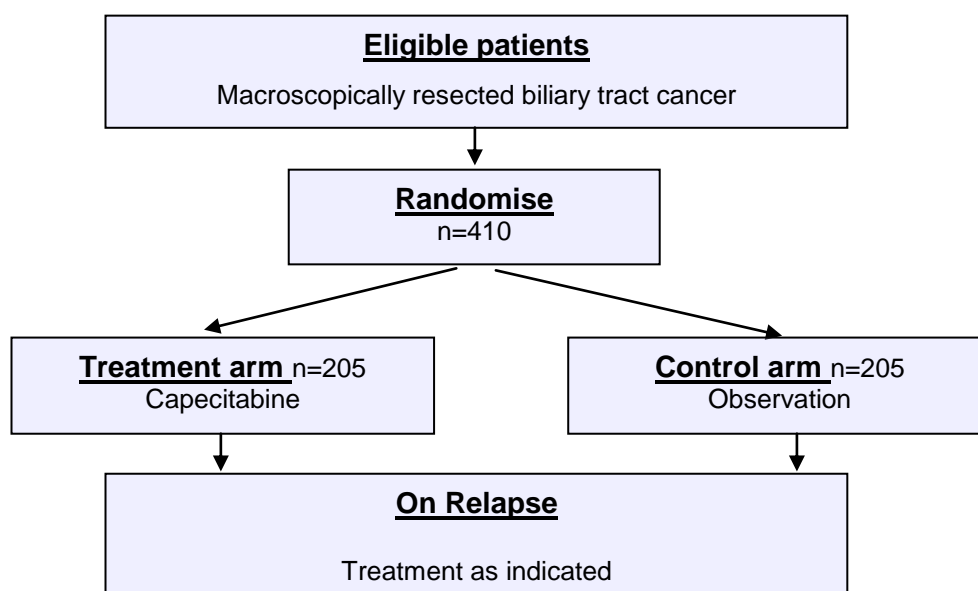 Eligible patients
Macroscopically resected biliary tract cancer
Randomise
n=410
Treatment arm n=205
Capecitabine
Control arm n=205
Observation
On Relapse
Treatment as indicated